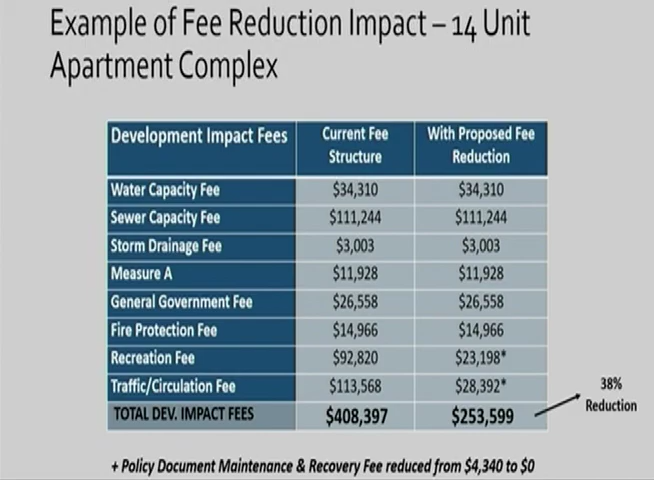 Example of Fee Reduction Impact – 14 Unit
Apartment Complex
Development Impact Fees Current Fee Structure With Proposed Fee Reduction
Water Capacity Fee $34,310 $34,310
Sewer Capacity Fee $111,244 $111,244
Storm Drainage Fee $3,003 $3,003
Measure A $11,928 $11,928
General Government Fee $26,558 $26,558
Fire Protection Fee $14,966 $14,966
Recreation Fee $92,820 $23,198*
Traffic/Circulation Fee $113,568 $28,392*
TOTAL DEV. IMPACT FEES $408,397 $253,599
38%
Reduction
+ Policy Document Maintenance & Recovery Fee reduced from $4,340 to $0